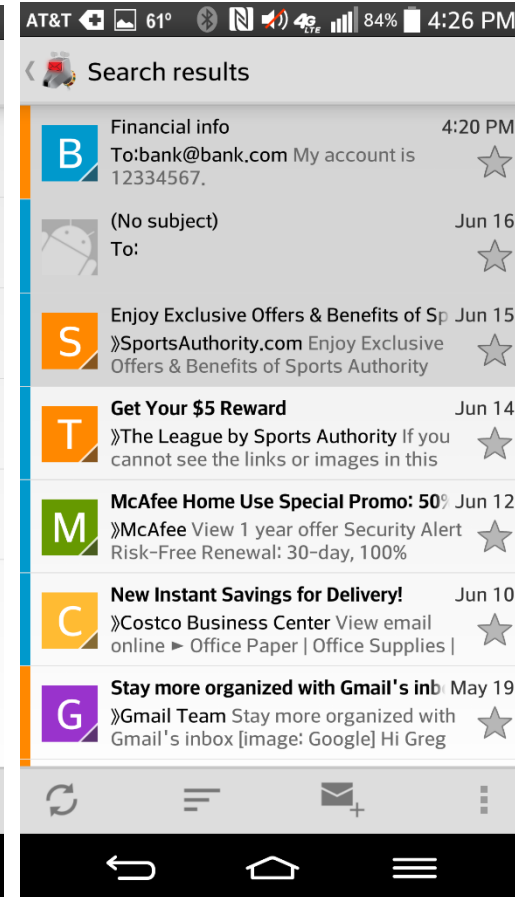 AT&T 61° 4G LTE 84% 4:26 PM
Search results
B
Financial info 4:20 PM
To:bank@bank.com My account is
12334567.
(No subject) Jun 16
To:
S
Enjoy Exclusive Offers & Benefits of Sp Jun 15
»SportsAuthority.com Enjoy Exclusive
Offers & Benefits of Sports Authority
T
Get Your $5 Reward Jun 14
»The League by Sports Authority If you
cannot see the links or images in this
M
McAfee Home Use Special Promo: 50% Jun 12
»McAfee View 1 year offer Security Alert
Risk-Free Renewal: 30-day, 100%
C
New Instant Savings for Delivery! Jun 10
»Costco Business Center View email
online ► Office Paper | Office Supplies |
G
Stay more organized with Gmail's inb May 19
»Gmail Team Stay more organized with
Gmail's inbox [image: Google] Hi Greg